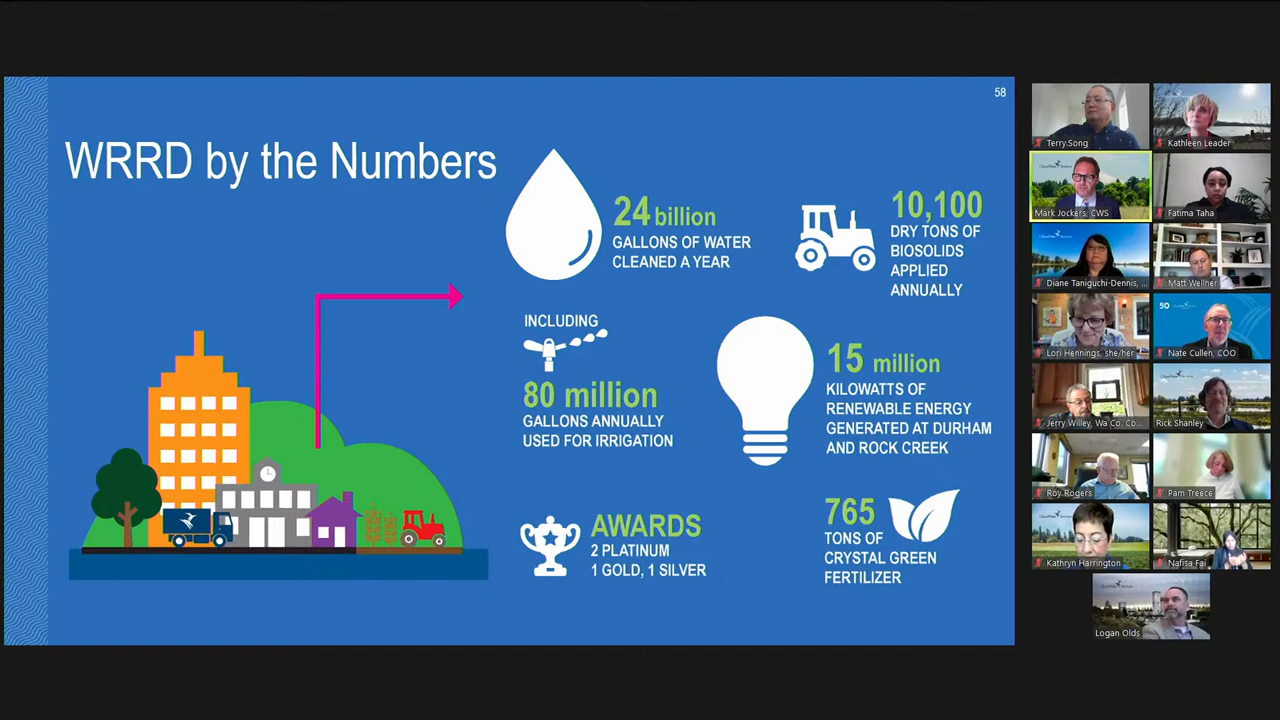 58
WRRD by the Numbers
24 billion
GALLONS OF WATER
CLEANED A YEAR
10,100
DRY TONS OF
BIOSOLIDS
APPLIED
ANNUALLY
INCLUDING
80 million
GALLONS ANNUALLY
USED FOR IRRIGATION
15 million
KILOWATTS OF
RENEWABLE ENERGY
GENERATED AT DURHAM
AND ROCK CREEK
AWARDS
2 PLATINUM
1 GOLD, 1 SILVER
765
TONS OF
CRYSTAL GREEN
FERTILIZER
Terry.Song
Kathleen Leader
Mark Jockers, CWS
Fatima Taha
Diane Taniguchi-Dennis, ...
Matt Wellner
Lori Hennings, she/her
50
Nate Cullen, COO
Jerry Willey, Wa Co. Co...
Rick Shanley
Roy Rogers
Pam Treece
Kathryn Harrington
Nafisa Fai
Logan Olds